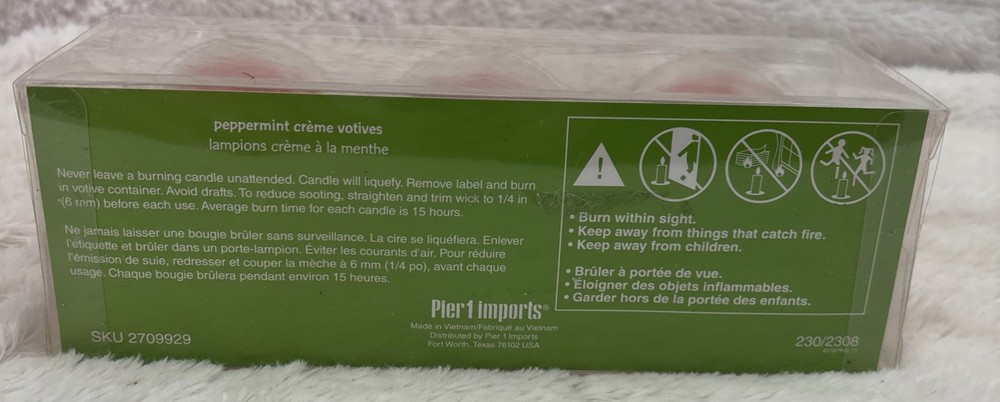 peppermint crème votives
lampions crème à la menthe
Never leave a burning candle unattended. Candle will liquefy. Remove label and burn
in votive container. Avoid drafts. To reduce sooting, straighten and trim wick to 1/4 in
(6 mm) before each use. Average burn time for each candle is 15 hours.
Ne jamais laisser une bougie brûler sans surveillance. La cire se liquéfiera. Enlever
l'étiquette et brûler dans un porte-lampion. Éviter les courants d'air. Pour réduire
l'émission de suie, redresser et couper la mèche à 6 mm (1/4 po), avant chaque
usage. Chaque bougie brûlera pendant environ 15 heures.
Pier 1 imports®
Made in Vietnam/Fabriqué au Vietnam
Distributed by Pier 1 Imports
Fort Worth, Texas 76102 USA
SKU 2709929
• Burn within sight.
• Keep away from things that catch fire.
• Keep away from children.
• Brûler à portée de vue.
• Éloigner des objets inflammables.
• Garder hors de la portée des enfants.
230/2308